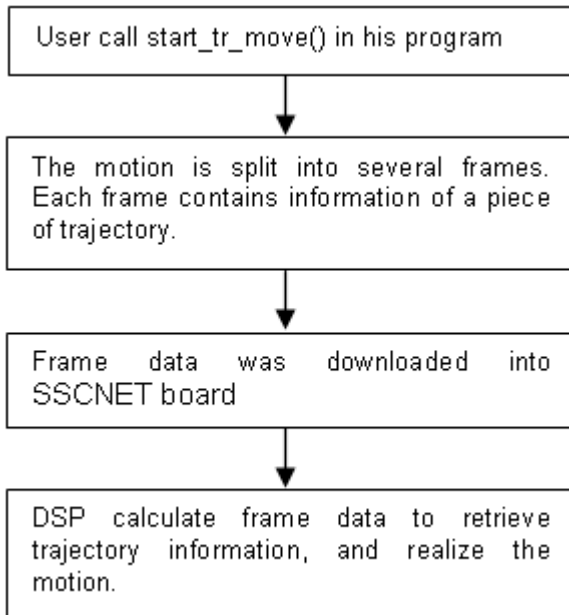 User call start_tr_move() in his program
The motion is split into several frames.
Each frame contains information of a piece
of trajectory.
Frame data was downloaded into
SSCNET board
DSP calculate frame data to retrieve
trajectory information, and realize the
motion.